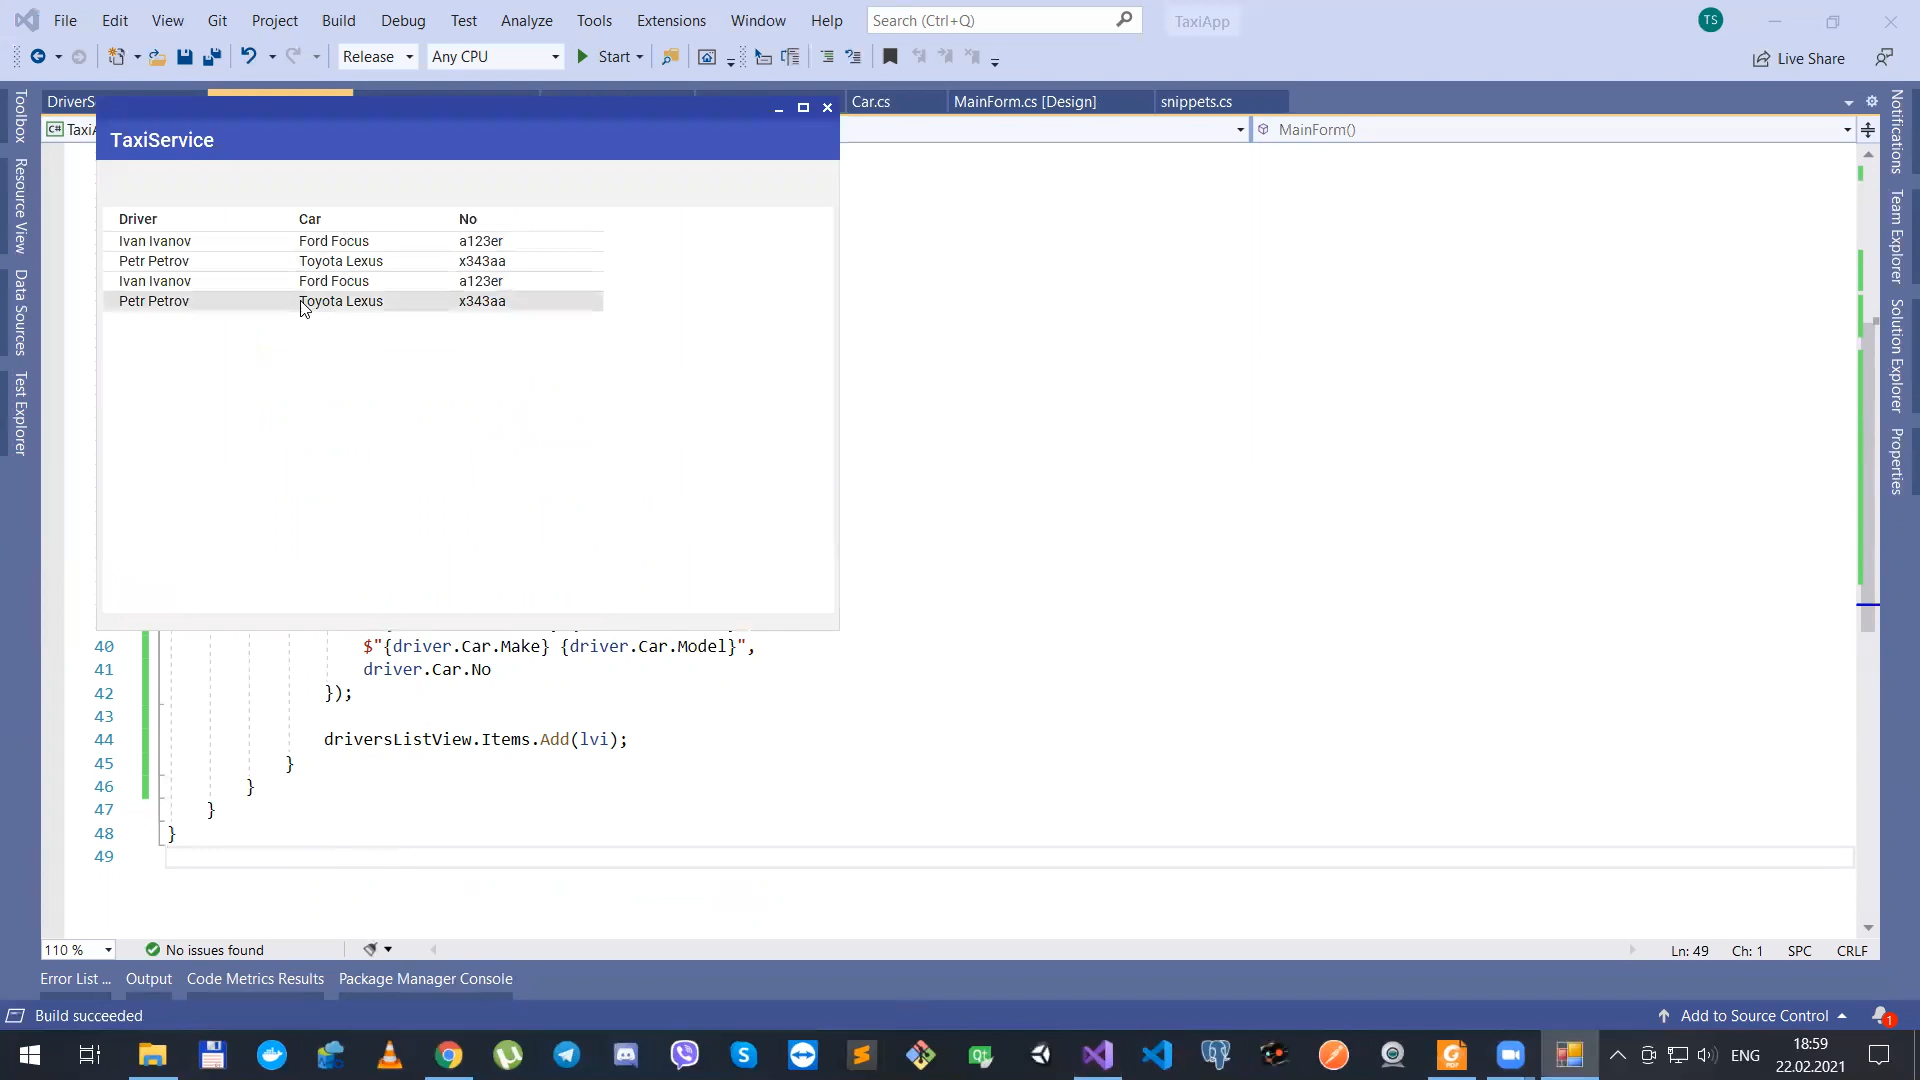 File Edit View Git Project Build Debug Test Analyze Tools Extensions Window Help Search (Ctrl+Q) TaxiApp TS
Release Any CPU Start Live Share
DriverS Car.cs MainForm.cs [Design] snippets.cs
C# TaxiA MainForm()
TaxiService
Driver Car No
Ivan Ivanov Ford Focus a123er
Petr Petrov Toyota Lexus x343aa
Ivan Ivanov Ford Focus a123er
Petr Petrov Toyota Lexus x343aa
Toolbox
Resource View
Data Sources
Test Explorer
Notifications
Team Explorer
Solution Explorer
Properties
40 $"{driver.Car.Make} {driver.Car.Model}",
41 driver.Car.No
42 });
43
44 driversListView.Items.Add(lvi);
45 }
46 }
47 }
48 }
49
110 % No issues found Ln: 49 Ch: 1 SPC CRLF
Error List ... Output Code Metrics Results Package Manager Console
Build succeeded Add to Source Control 1
ENG 18:59
22.02.2021